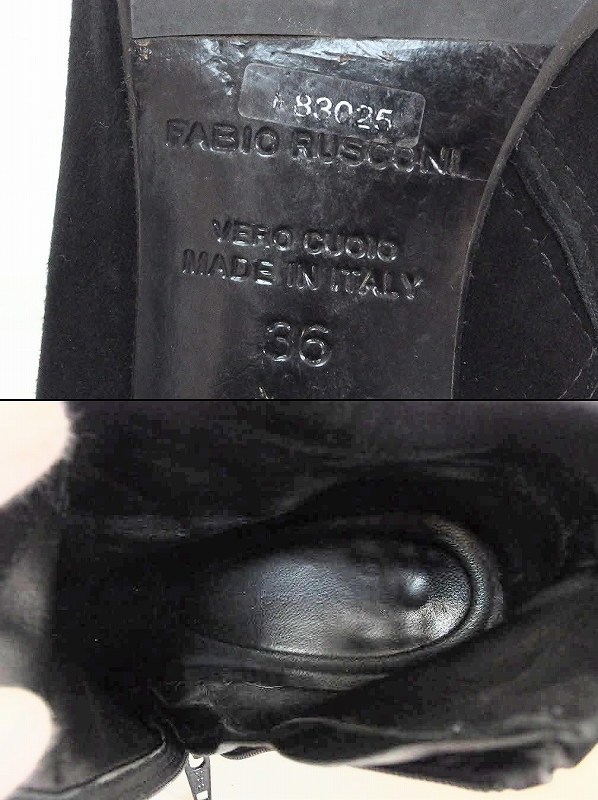 83025
FABIO RUSCONI
VERO CUOIO
MADE IN ITALY
36